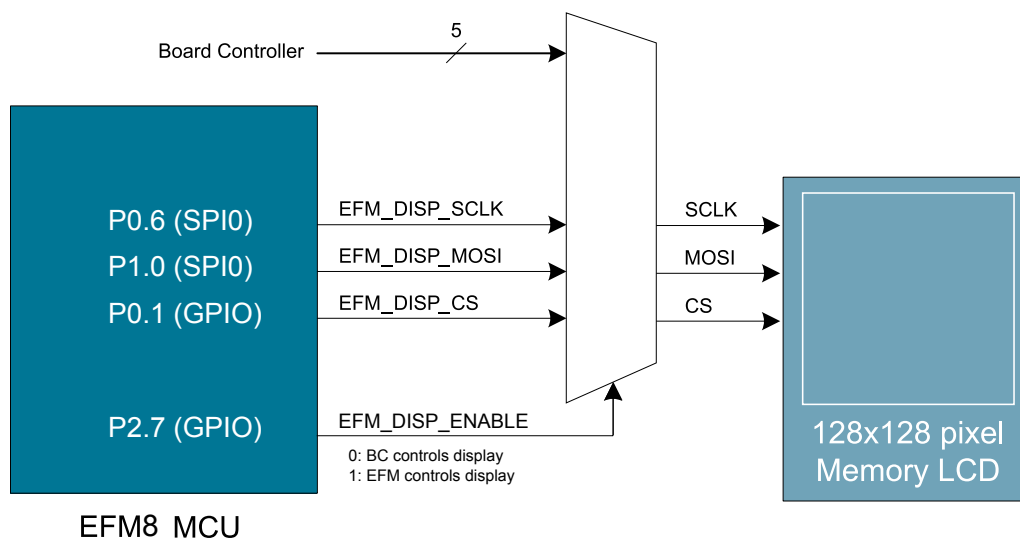 5
Board Controller
P0.6 (SPI0)
EFM_DISP_SCLK
SCLK
P1.0 (SPI0)
EFM_DISP_MOSI
MOSI
P0.1 (GPIO)
EFM_DISP_CS
CS
P2.7 (GPIO)
EFM_DISP_ENABLE
0: BC controls display
1: EFM controls display
128x128 pixel
Memory LCD
EFM8 MCU